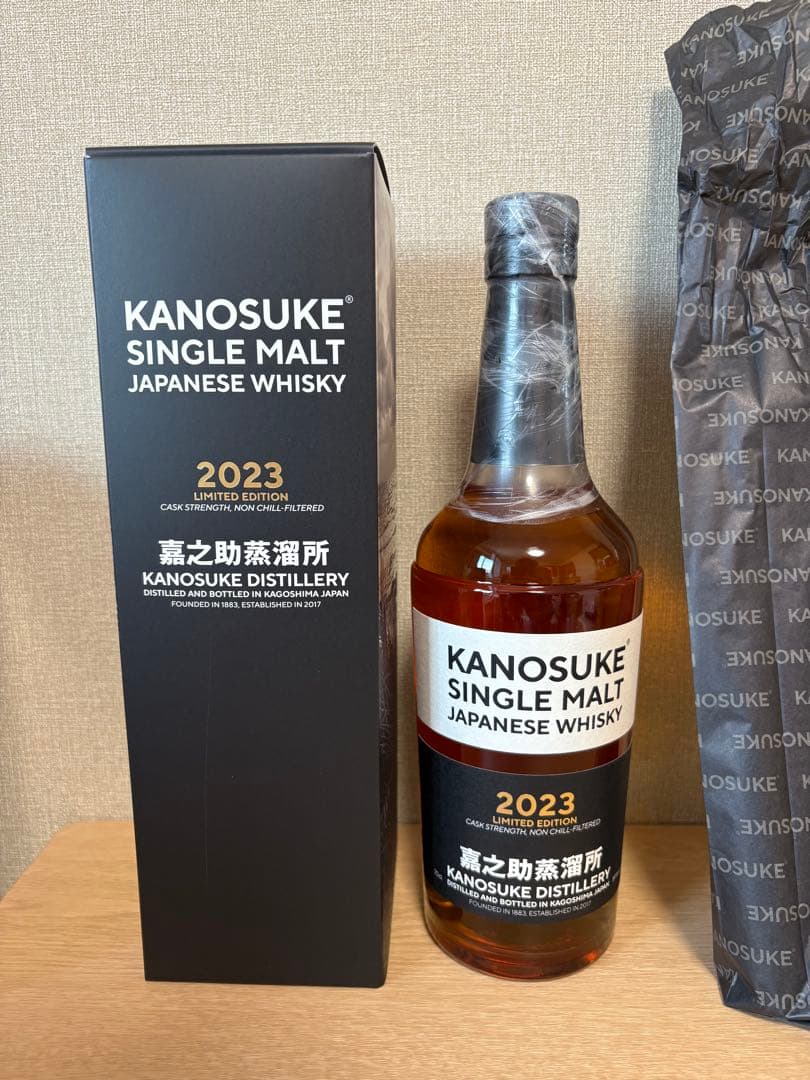 KANOSUKE®
SINGLE MALT
JAPANESE WHISKY
2023
LIMITED EDITION
CASK STRENGTH, NON CHILL-FILTERED
嘉之助蒸溜所
KANOSUKE DISTILLERY
DISTILLED AND BOTTLED IN KAGOSHIMA JAPAN
FOUNDED IN 1883, ESTABLISHED IN 2017
KANOSUKE®
SINGLE MALT
JAPANESE WHISKY
2023
LIMITED EDITION
CASK STRENGTH, NON CHILL-FILTERED
嘉之助蒸溜所
KANOSUKE DISTILLERY
DISTILLED AND BOTTLED IN KAGOSHIMA JAPAN
FOUNDED IN 1883, ESTABLISHED IN 2017
KANOSUKE
KANOSUKE
KANOSUKE